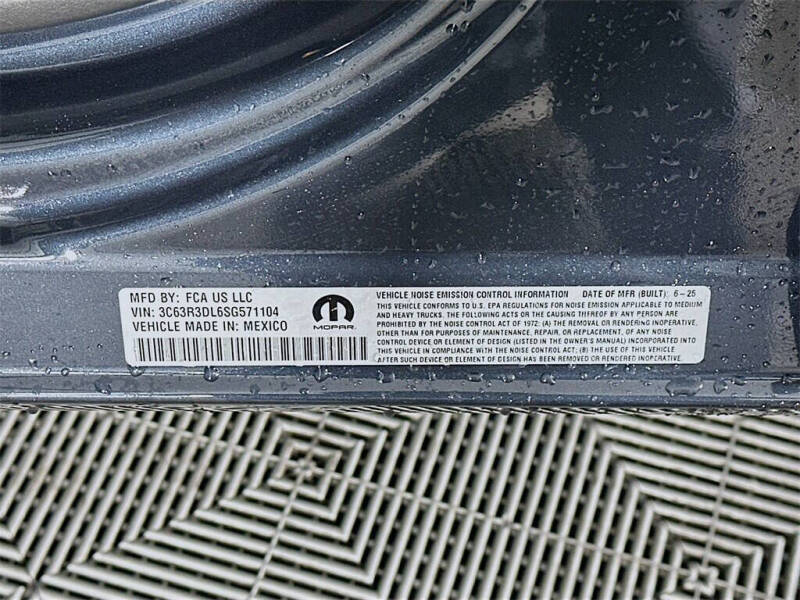 MFD BY: FCA US LLC
VIN: 3C63R3DL6SG571104
VEHICLE MADE IN: MEXICO
MOPAR
VEHICLE NOISE EMISSION CONTROL INFORMATION DATE OF MFR (BUILT): 6-25
THIS VEHICLE CONFORMS TO U.S. EPA REGULATIONS FOR NOISE EMISSION APPLICABLE TO MEDIUM
AND HEAVY TRUCKS. THE FOLLOWING ACTS OR THE CAUSING THEREOF BY ANY PERSON ARE
PROHIBITED BY THE NOISE CONTROL ACT OF 1972: (A) THE REMOVAL OR RENDERING INOPERATIVE,
OTHER THAN FOR PURPOSES OF MAINTENANCE, REPAIR, OR REPLACEMENT, OF ANY NOISE
CONTROL DEVICE OR ELEMENT OF DESIGN (LISTED IN THE OWNER'S MANUAL) INCORPORATED INTO
THIS VEHICLE IN COMPLIANCE WITH THE NOISE CONTROL ACT; (B) THE USE OF THIS VEHICLE
AFTER SUCH DEVICE OR ELEMENT OF DESIGN HAS BEEN REMOVED OR RENDERED INOPERATIVE.